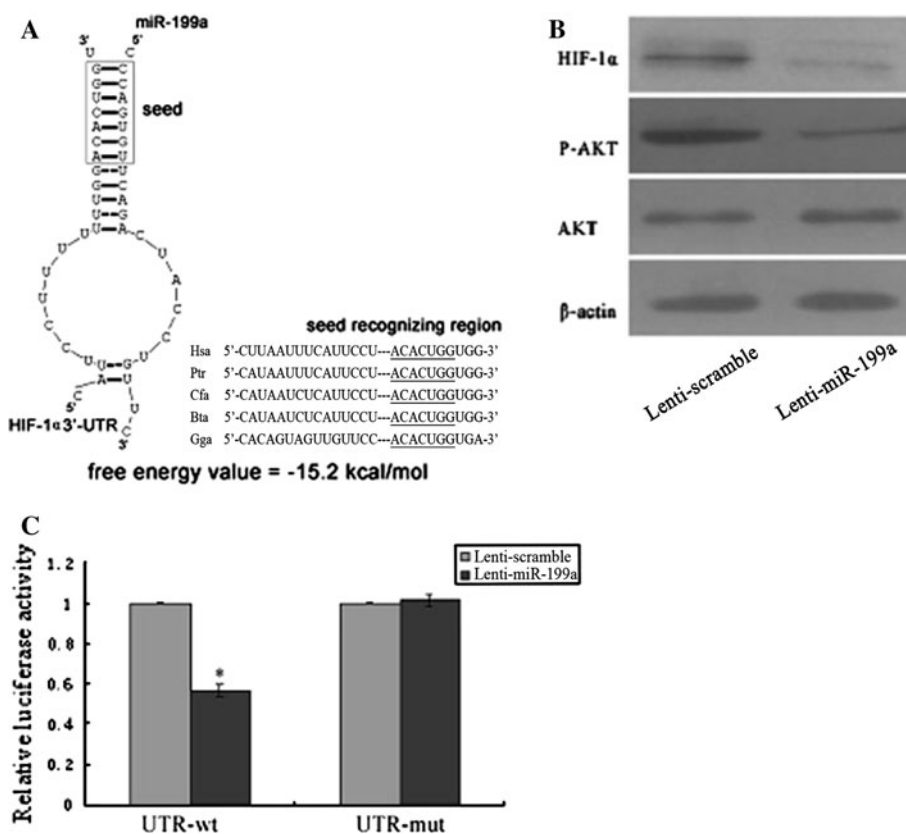 A
miR-199a
3' 5'
U C
G C
G C
U A
C G
A U
C G
A U
G U
seed
HIF-1α3'-UTR
5'
3'
seed recognizing region
Hsa 5'-CUUAAUUUCAUUCCU---ACACUGGUGG-3'
Ptr 5'-CAUAAUUUCAUUCCU---ACACUGGUGG-3'
Cfa 5'-CAUAAUCUCAUUCCU---ACACUGGUGG-3'
Bta 5'-CAUAAUCUCAUUCCU---ACACUGGUGG-3'
Gga 5'-CACAGUAGUUGUUCC---ACACUGGUGA-3'
free energy value = -15.2 kcal/mol
B
HIF-1α
P-AKT
AKT
β-actin
Lenti-scramble
Lenti-miR-199a
C
Relative luciferase activity
Lenti-scramble
Lenti-miR-199a
1.2
1
0.8
0.6
0.4
0.2
0
*
UTR-wt
UTR-mut